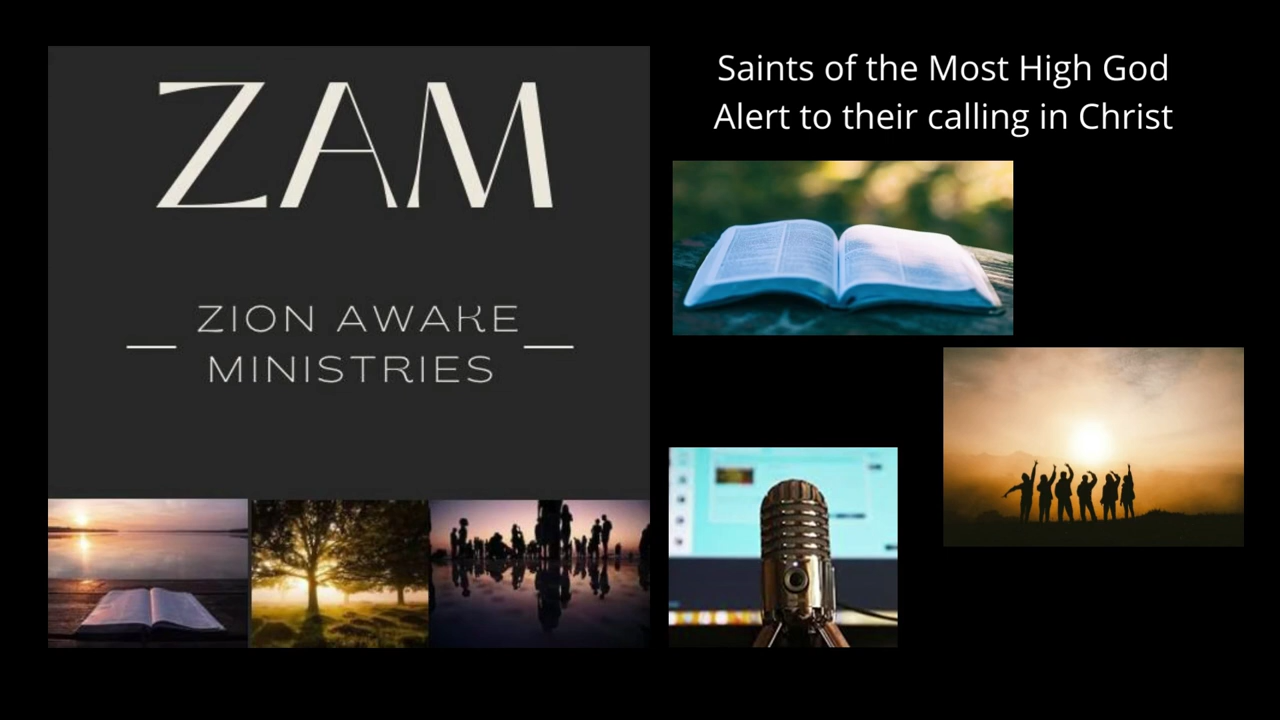 ZAM
ZION AWAKE
MINISTRIES
Saints of the Most High God
Alert to their calling in Christ